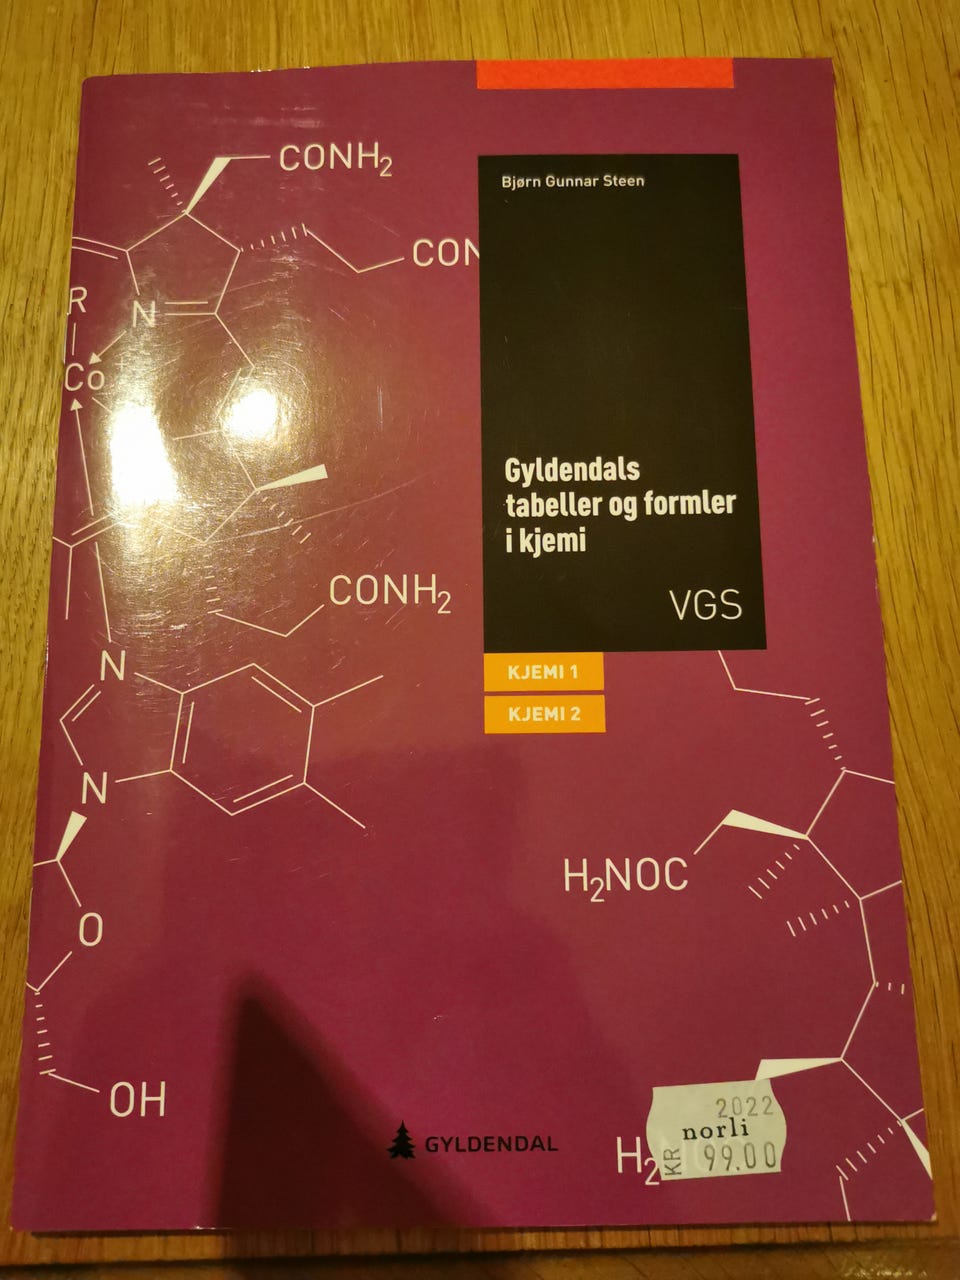 CONH₂
Bjørn Gunnar Steen
CON
R
N
Co
Gyldendals
tabeller og formler
i kjemi
CONH₂
VGS
N
KJEMI 1
KJEMI 2
N
H₂NOC
O
OH
2022
norli
KR 99.00
GYLDENDAL
H₂